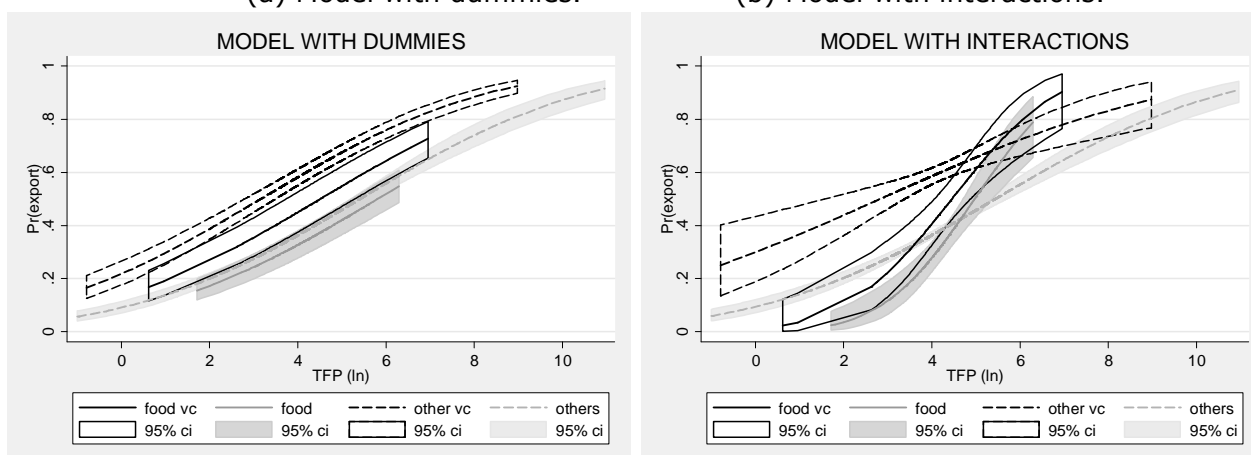 (a) Model with dummies.
(b) Model with interactions.
MODEL WITH DUMMIES
Pr(export)
1
.8
.6
.4
.2
0
0 2 4 6 8 10
TFP (ln)
food vc food other vc others
95% ci 95% ci 95% ci 95% ci
MODEL WITH INTERACTIONS
Pr(export)
1
.8
.6
.4
.2
0
0 2 4 6 8 10
TFP (ln)
food vc food other vc others
95% ci 95% ci 95% ci 95% ci